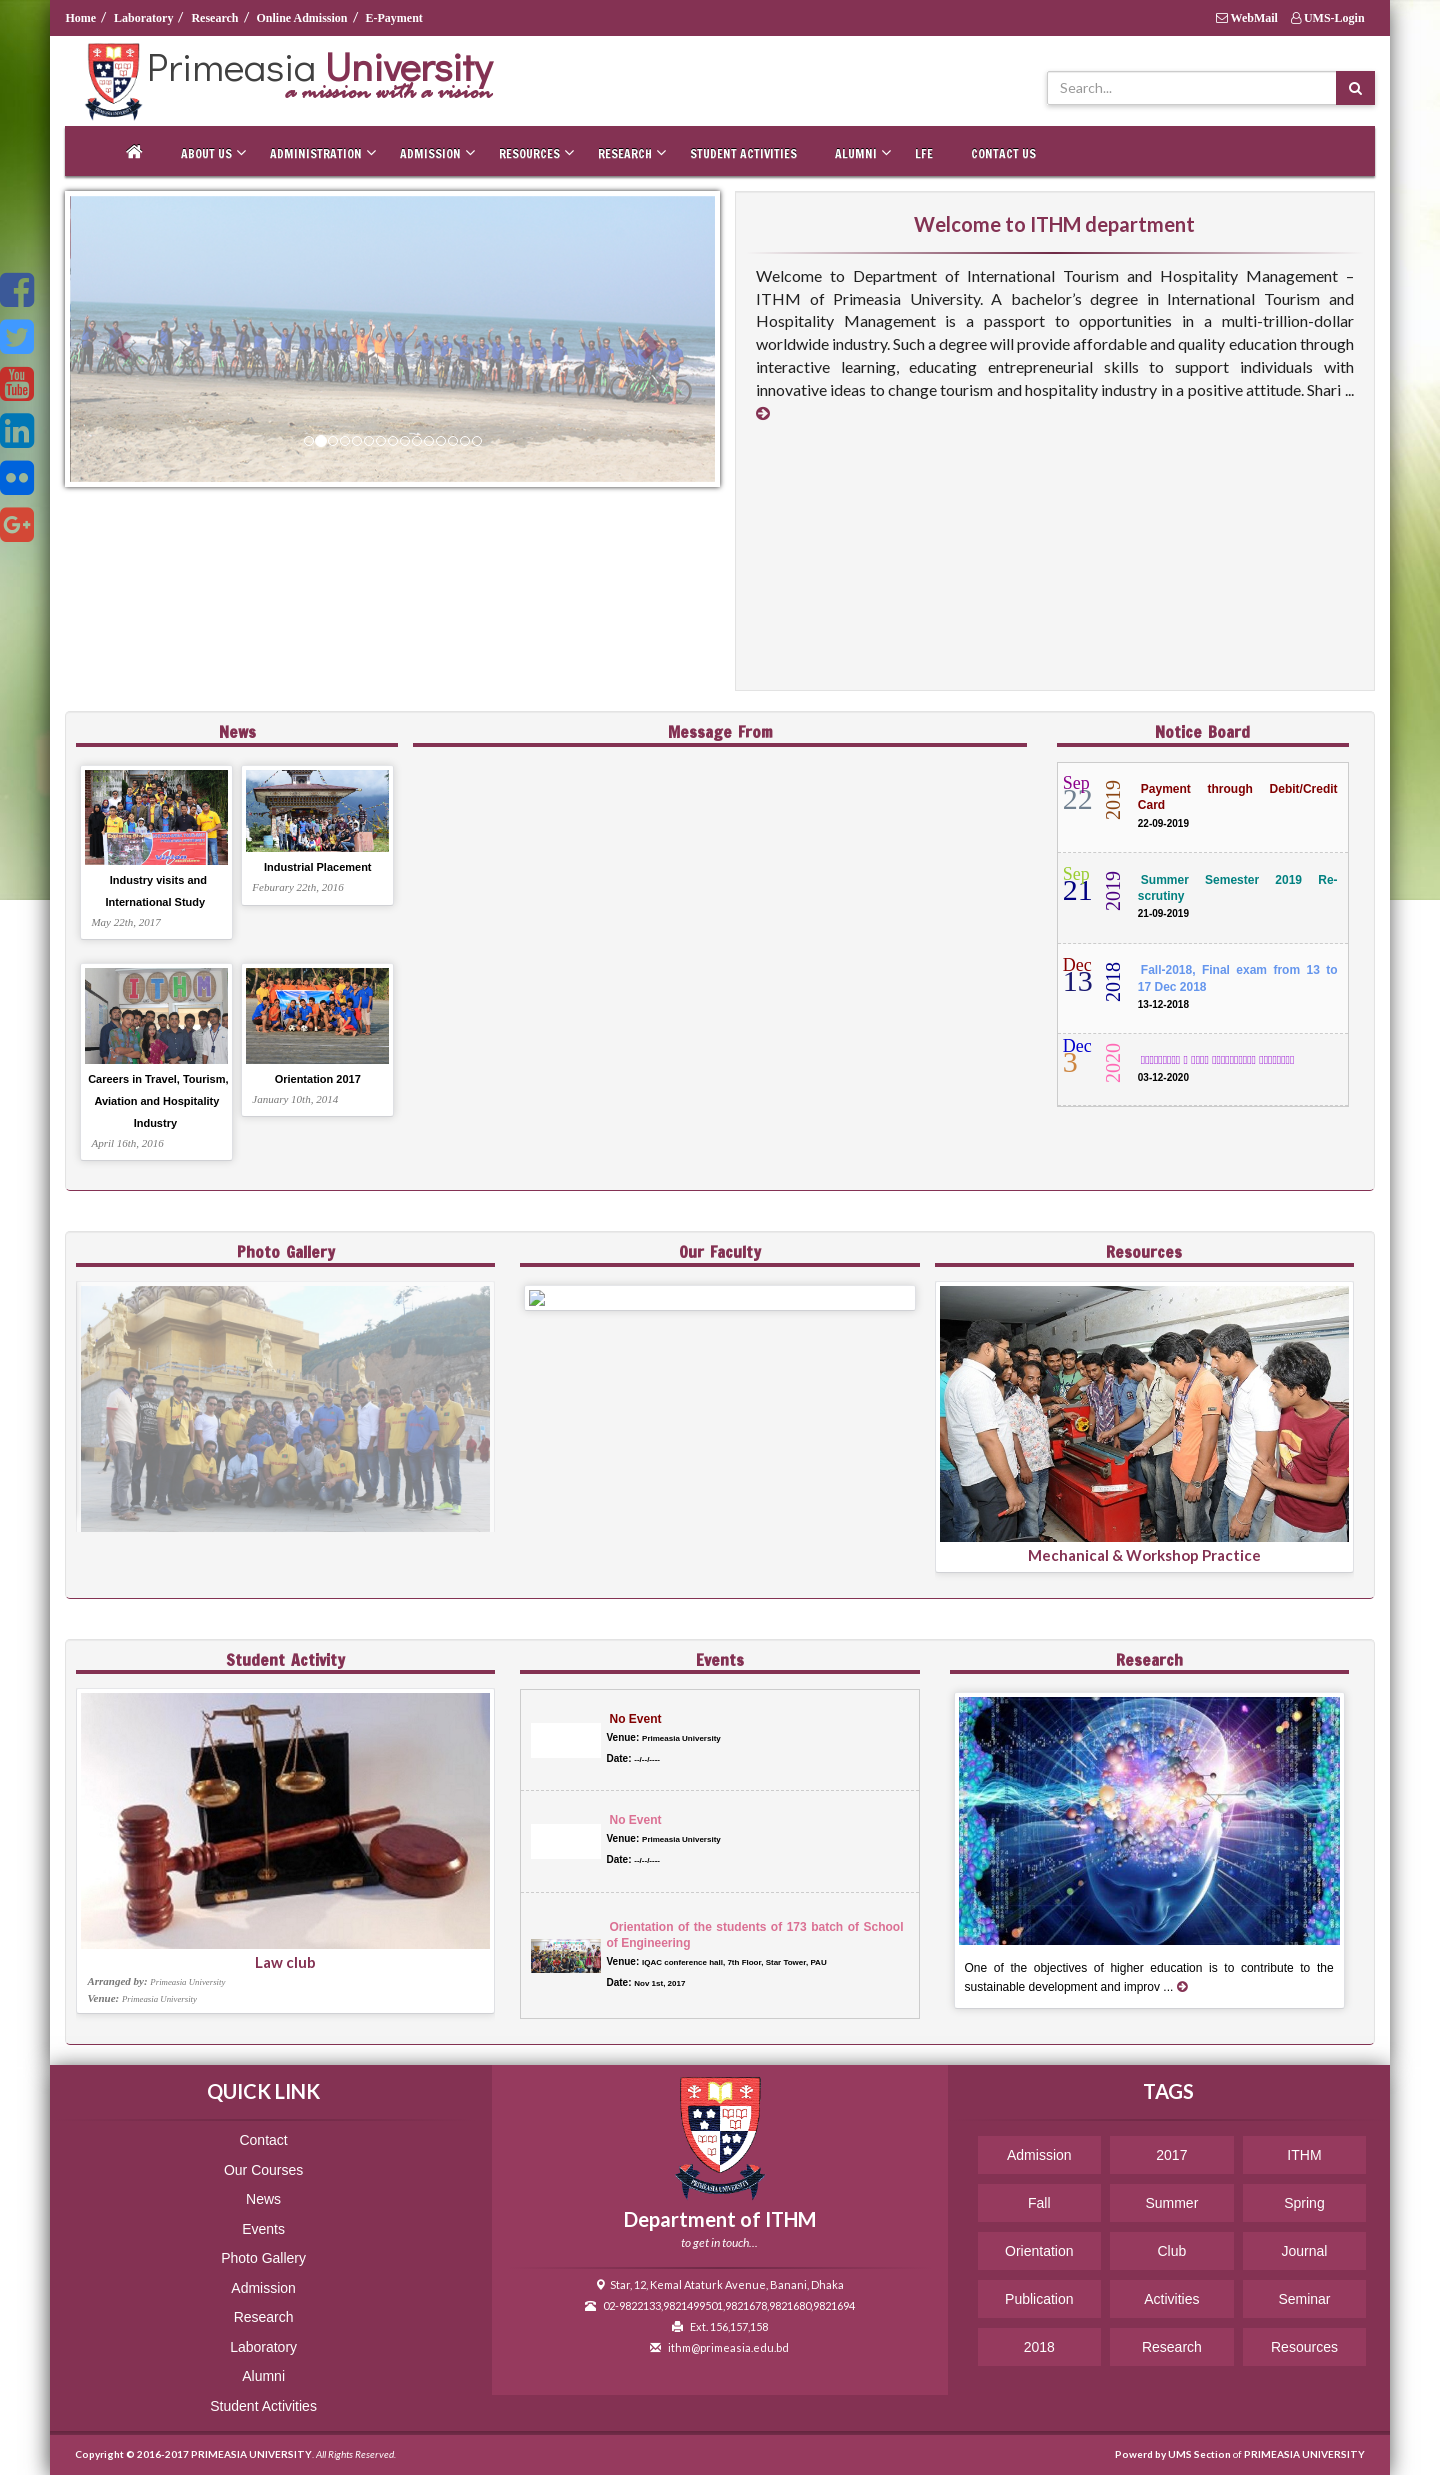 Home / Laboratory / Research / Online Admission / E-Payment
WebMail UMS-Login
Primeasia University
a mission with a vision
Search...
ABOUT US ADMINISTRATION ADMISSION RESOURCES RESEARCH STUDENT ACTIVITIES ALUMNI LFE CONTACT US
You
Tube
Welcome to ITHM department
Welcome to Department of International Tourism and Hospitality Management –
ITHM of Primeasia University. A bachelor’s degree in International Tourism and
Hospitality Management is a passport to opportunities in a multi-trillion-dollar
worldwide industry. Such a degree will provide affordable and quality education through
interactive learning, educating entrepreneurial skills to support individuals with
innovative ideas to change tourism and hospitality industry in a positive attitude. Shari ...
News
Industry visits and
International Study
May 22th, 2017
Industrial Placement
Feburary 22th, 2016
ITHM
Careers in Travel, Tourism,
Aviation and Hospitality
Industry
April 16th, 2016
Orientation 2017
January 10th, 2014
Message From
Notice Board
Sep
22
2019
Payment through Debit/Credit
Card
22-09-2019
Sep
21
2019
Summer Semester 2019 Re-
scrutiny
21-09-2019
Dec
13
2018
Fall-2018, Final exam from 13 to
17 Dec 2018
13-12-2018
Dec
3
2020
03-12-2020
Photo Gallery
Our Faculty
Resources
Mechanical & Workshop Practice
Student Activity
Law club
Arranged by: Primeasia University
Venue: Primeasia University
Events
No Event
Venue: Primeasia University
Date: --/--/----
No Event
Venue: Primeasia University
Date: --/--/----
Orientation of the students of 173 batch of School
of Engineering
Venue: IQAC conference hall, 7th Floor, Star Tower, PAU
Date: Nov 1st, 2017
Research
One of the objectives of higher education is to contribute to the
sustainable development and improv ...
QUICK LINK
Contact
Our Courses
News
Events
Photo Gallery
Admission
Research
Laboratory
Alumni
Student Activities
PRIMEASIA UNIVERSITY
Department of ITHM
to get in touch...
Star, 12, Kemal Ataturk Avenue, Banani, Dhaka
02-9822133,9821499501,9821678,9821680,9821694
Ext. 156,157,158
ithm@primeasia.edu.bd
TAGS
Admission 2017 ITHM
Fall Summer Spring
Orientation Club Journal
Publication Activities Seminar
2018 Research Resources
Copyright © 2016-2017 PRIMEASIA UNIVERSITY. All Rights Reserved.
Powerd by UMS Section of PRIMEASIA UNIVERSITY